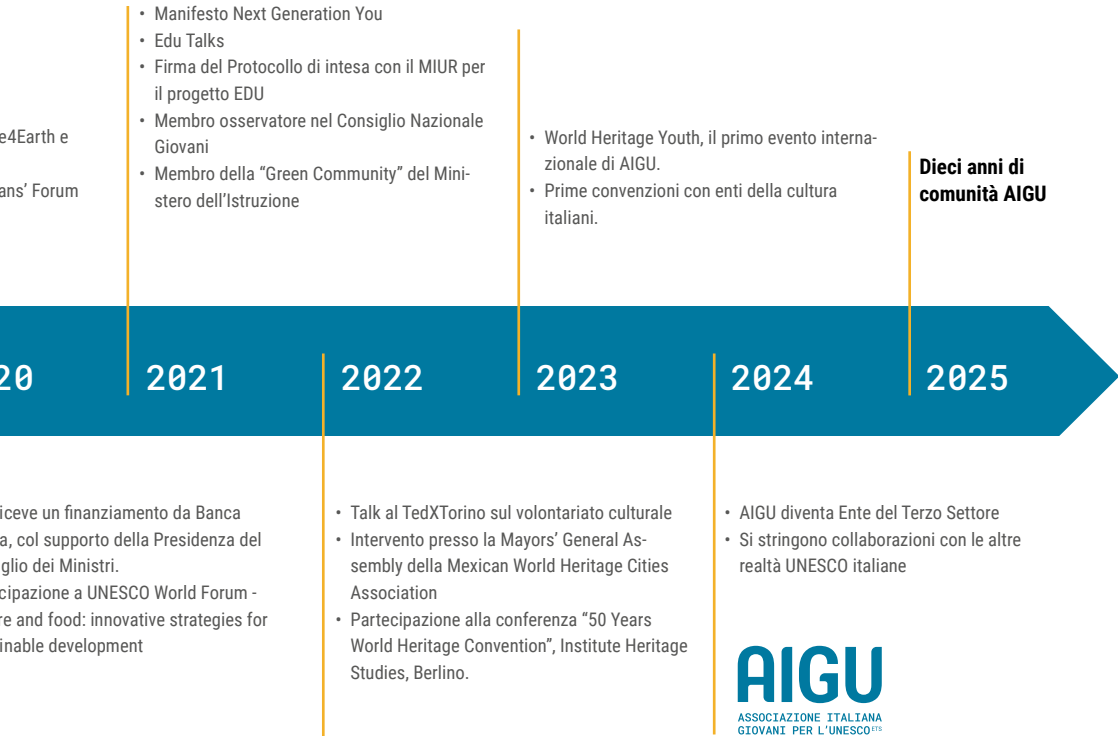 • Manifesto Next Generation You
• Edu Talks
• Firma del Protocollo di intesa con il MIUR per
il progetto EDU
• Membro osservatore nel Consiglio Nazionale
Giovani
• Membro della “Green Community” del Mini-
stero dell’Istruzione
e4Earth e
ans’ Forum
• World Heritage Youth, il primo evento interna-
zionale di AIGU.
• Prime convenzioni con enti della cultura
italiani.
Dieci anni di
comunità AIGU
20
2021
2022
2023
2024
2025
iceve un finanziamento da Banca
a, col supporto della Presidenza del
glio dei Ministri.
cipazione a UNESCO World Forum -
re and food: innovative strategies for
inable development
• Talk al TedXTorino sul volontariato culturale
• Intervento presso la Mayors’ General As-
sembly della Mexican World Heritage Cities
Association
• Partecipazione alla conferenza “50 Years
World Heritage Convention”, Institute Heritage
Studies, Berlino.
• AIGU diventa Ente del Terzo Settore
• Si stringono collaborazioni con le altre
realtà UNESCO italiane
AIGU
ASSOCIAZIONE ITALIANA
GIOVANI PER L'UNESCO ETS